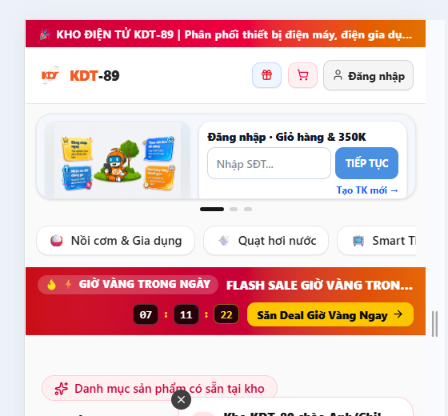 KHO ĐIỆN TỬ KDT-89 | Phân phối thiết bị điện máy, điện gia dụ...
KDT KDT-89
Đăng nhập
Đăng nhập · Giỏ hàng & 350K
Nhập SĐT...
TIẾP TỤC
Tạo TK mới →
Nồi cơm & Gia dụng
Quạt hơi nước
Smart T
GIỜ VÀNG TRONG NGÀY
FLASH SALE GIỜ VÀNG TRON...
07 : 11 : 22
Săn Deal Giờ Vàng Ngay →
Danh mục sản phẩm có sẵn tại kho
Kho KDT-89 chào Anh/Chị!